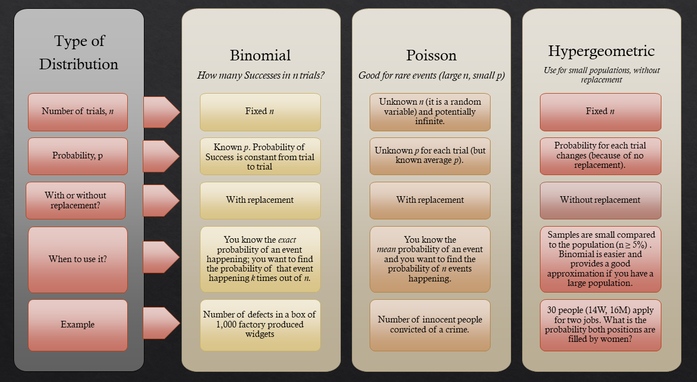 Type of
Distribution
Number of trials, n
Probability, p
With or without
replacement?
When to use it?
Example
Binomial
How many Successes in n trials?
Fixed n
Known p. Probability of
Success is constant from trial
to trial
With replacement
You know the exact
probability of an event
happening; you want to find
the probability of that event
happening k times out of n.
Number of defects in a box of
1,000 factory produced
widgets
Poisson
Good for rare events (large n, small p)
Unknown n (it is a random
variable) and potentially
infinite.
Unknown p for each trial (but
known average p).
With replacement
You know the
mean probability of an event
and you want to find the
probability of n events
happening.
Number of innocent people
convicted of a crime.
Hypergeometric
Use for small populations, without
replacement
Fixed n
Probability for each trial
changes (because of no
replacement).
Without replacement
Samples are small compared
to the population (n ≥ 5%) .
Binomial is easier and
provides a good
approximation if you have a
large population.
30 people (14W, 16M) apply
for two jobs. What is the
probability both positions are
filled by women?